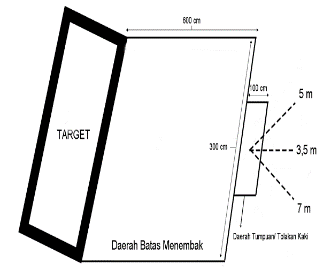 600 cm
100 cm
5 m
TARGET
300 cm
3,5 m
7 m
Daerah Batas Menembak
Daerah Tumpuan/ Tolakan Kaki